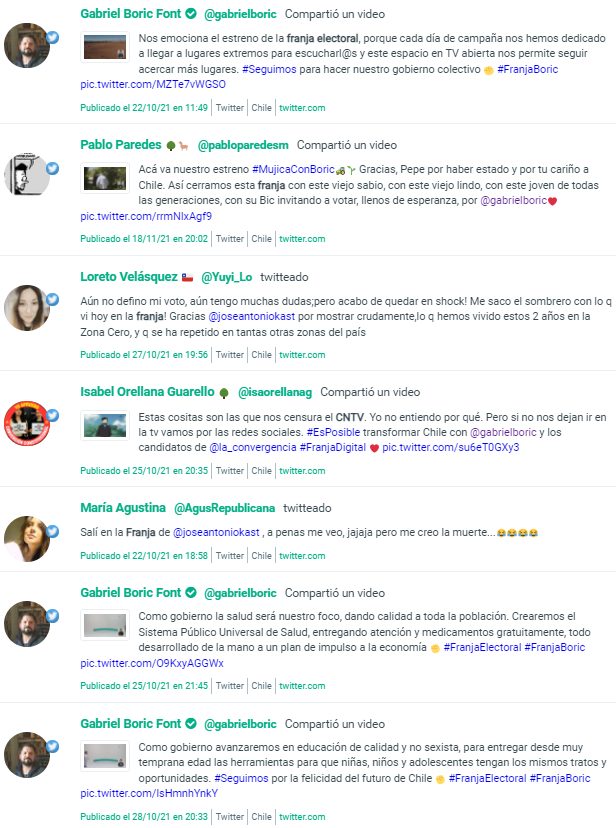 Gabriel Boric Font @gabrielboric Compartió un video
Nos emociona el estreno de la franja electoral, porque cada día de campaña nos hemos dedicado
a llegar a lugares extremos para escucharl@s y este espacio en TV abierta nos permite seguir
acercar más lugares. #Seguimos para hacer nuestro gobierno colectivo ✊ #FranjaBoric
pic.twitter.com/MZTe7vWGSO
Publicado el 22/10/21 en 11:49 | Twitter | Chile | twitter.com
Pablo Paredes 🌳🦙 @pabloparedesm Compartió un video
Acá va nuestro estreno #MujicaConBoric🚜🌱 Gracias, Pepe por haber estado y por tu cariño a
Chile. Así cerramos esta franja con este viejo sabio, con este viejo lindo, con este joven de todas
las generaciones, con su Bic invitando a votar, llenos de esperanza, por @gabrielboric❤
pic.twitter.com/rrmNIxAgf9
Publicado el 18/11/21 en 20:02 | Twitter | Chile | twitter.com
Loreto Velásquez 🇨🇱 @Yuyi_Lo twitteado
Aún no defino mi voto, aún tengo muchas dudas;pero acabo de quedar en shock! Me saco el sombrero con lo q
vi hoy en la franja! Gracias @joseantoniokast por mostrar crudamente,lo q hemos vivido estos 2 años en la
Zona Cero, y q se ha repetido en tantas otras zonas del país
Publicado el 27/10/21 en 19:56 | Twitter | Chile | twitter.com
Isabel Orellana Guarello 🌳 @isaorellanag Compartió un video
Estas cositas son las que nos censura el CNTV. Yo no entiendo por qué. Pero si no nos dejan ir en
la tv vamos por las redes sociales. #EsPosible transformar Chile con @gabrielboric y los
candidatos de @la_convergencia #FranjaDigital ❤ pic.twitter.com/su6eT0GXy3
Publicado el 25/10/21 en 20:35 | Twitter | Chile | twitter.com
María Agustina @AgusRepublicana twitteado
Salí en la Franja de @joseantoniokast , a penas me veo, jajaja pero me creo la muerte...😂😂😂😂
Publicado el 22/10/21 en 18:58 | Twitter | Chile | twitter.com
Gabriel Boric Font @gabrielboric Compartió un video
Como gobierno la salud será nuestro foco, dando calidad a toda la población. Crearemos el
Sistema Público Universal de Salud, entregando atención y medicamentos gratuitamente, todo
desarrollado de la mano a un plan de impulso a la economía ✊ #FranjaElectoral #FranjaBoric
pic.twitter.com/O9KxyAGGWx
Publicado el 25/10/21 en 21:45 | Twitter | Chile | twitter.com
Gabriel Boric Font @gabrielboric Compartió un video
Como gobierno avanzaremos en educación de calidad y no sexista, para entregar desde muy
temprana edad las herramientas para que niñas, niños y adolescentes tengan los mismos tratos y
oportunidades. #Seguimos por la felicidad del futuro de Chile ✊ #FranjaElectoral #FranjaBoric
pic.twitter.com/IsHmnhYnkY
Publicado el 28/10/21 en 20:33 | Twitter | Chile | twitter.com